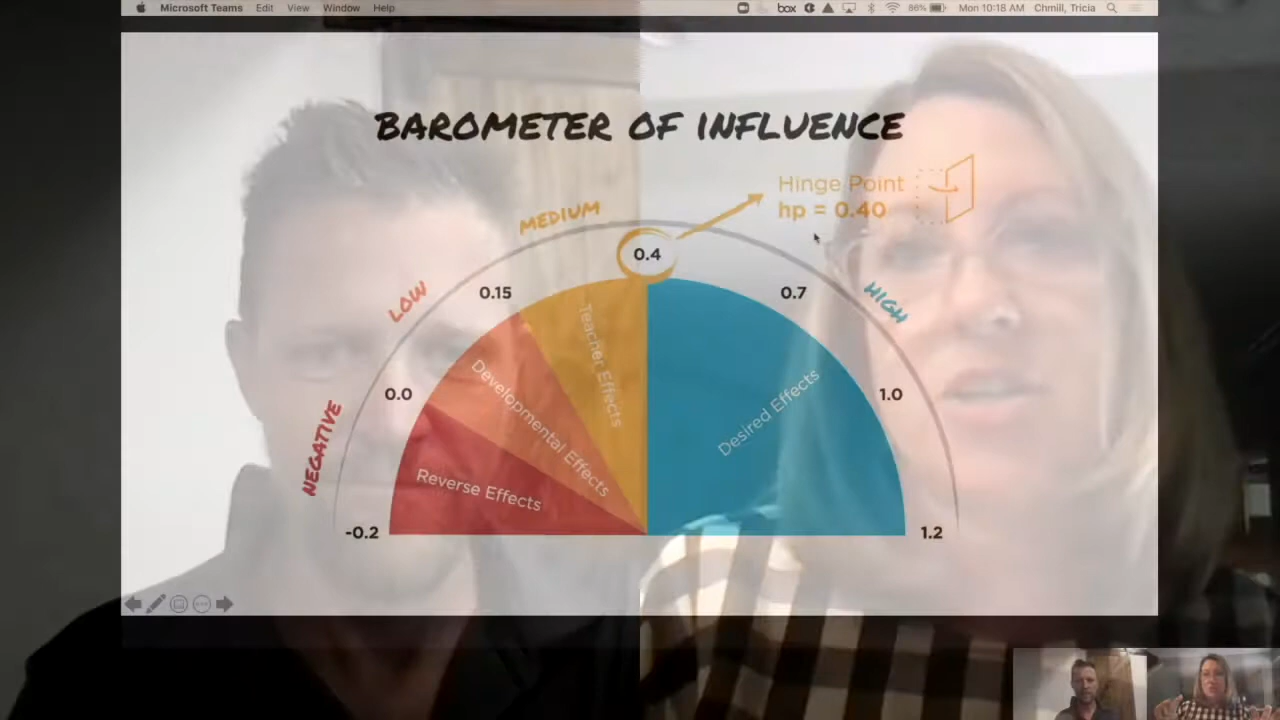 Microsoft Teams Edit View Window Help box 86% Mon 10:18 AM Chmill, Tricia
BAROMETER OF INFLUENCE
Hinge Point
hp = 0.40
MEDIUM
0.4
LOW
0.15
0.7
HIGH
Teacher Effects
Developmental Effects
Desired Effects
0.0
1.0
NEGATIVE
Reverse Effects
-0.2
1.2